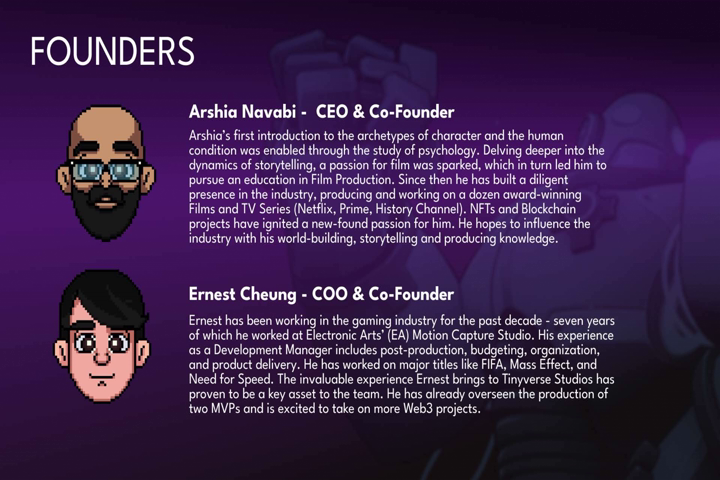 FOUNDERS
Arshia Navabi -  CEO & Co-Founder
Arshia's first introduction to the archetypes of character and the human
condition was enabled through the study of psychology. Delving deeper into the
dynamics of storytelling, a passion for film was sparked, which in turn led him to
pursue an education in Film Production. Since then he has built a diligent
presence in the industry, producing and working on a dozen award-winning
Films and TV Series (Netflix, Prime, History Channel). NFTs and Blockchain
projects have ignited a new-found passion for him. He hopes to influence the
industry with his world-building, storytelling and producing knowledge.
Ernest Cheung - COO & Co-Founder
Ernest has been working in the gaming industry for the past decade - seven years
of which he worked at Electronic Arts' (EA) Motion Capture Studio. His experience
as a Development Manager includes post-production, budgeting, organization,
and product delivery. He has worked on major titles like FIFA, Mass Effect, and
Need for Speed. The invaluable experience Ernest brings to Tinyverse Studios has
proven to be a key asset to the team. He has already overseen the production of
two MVPs and is excited to take on more Web3 projects.